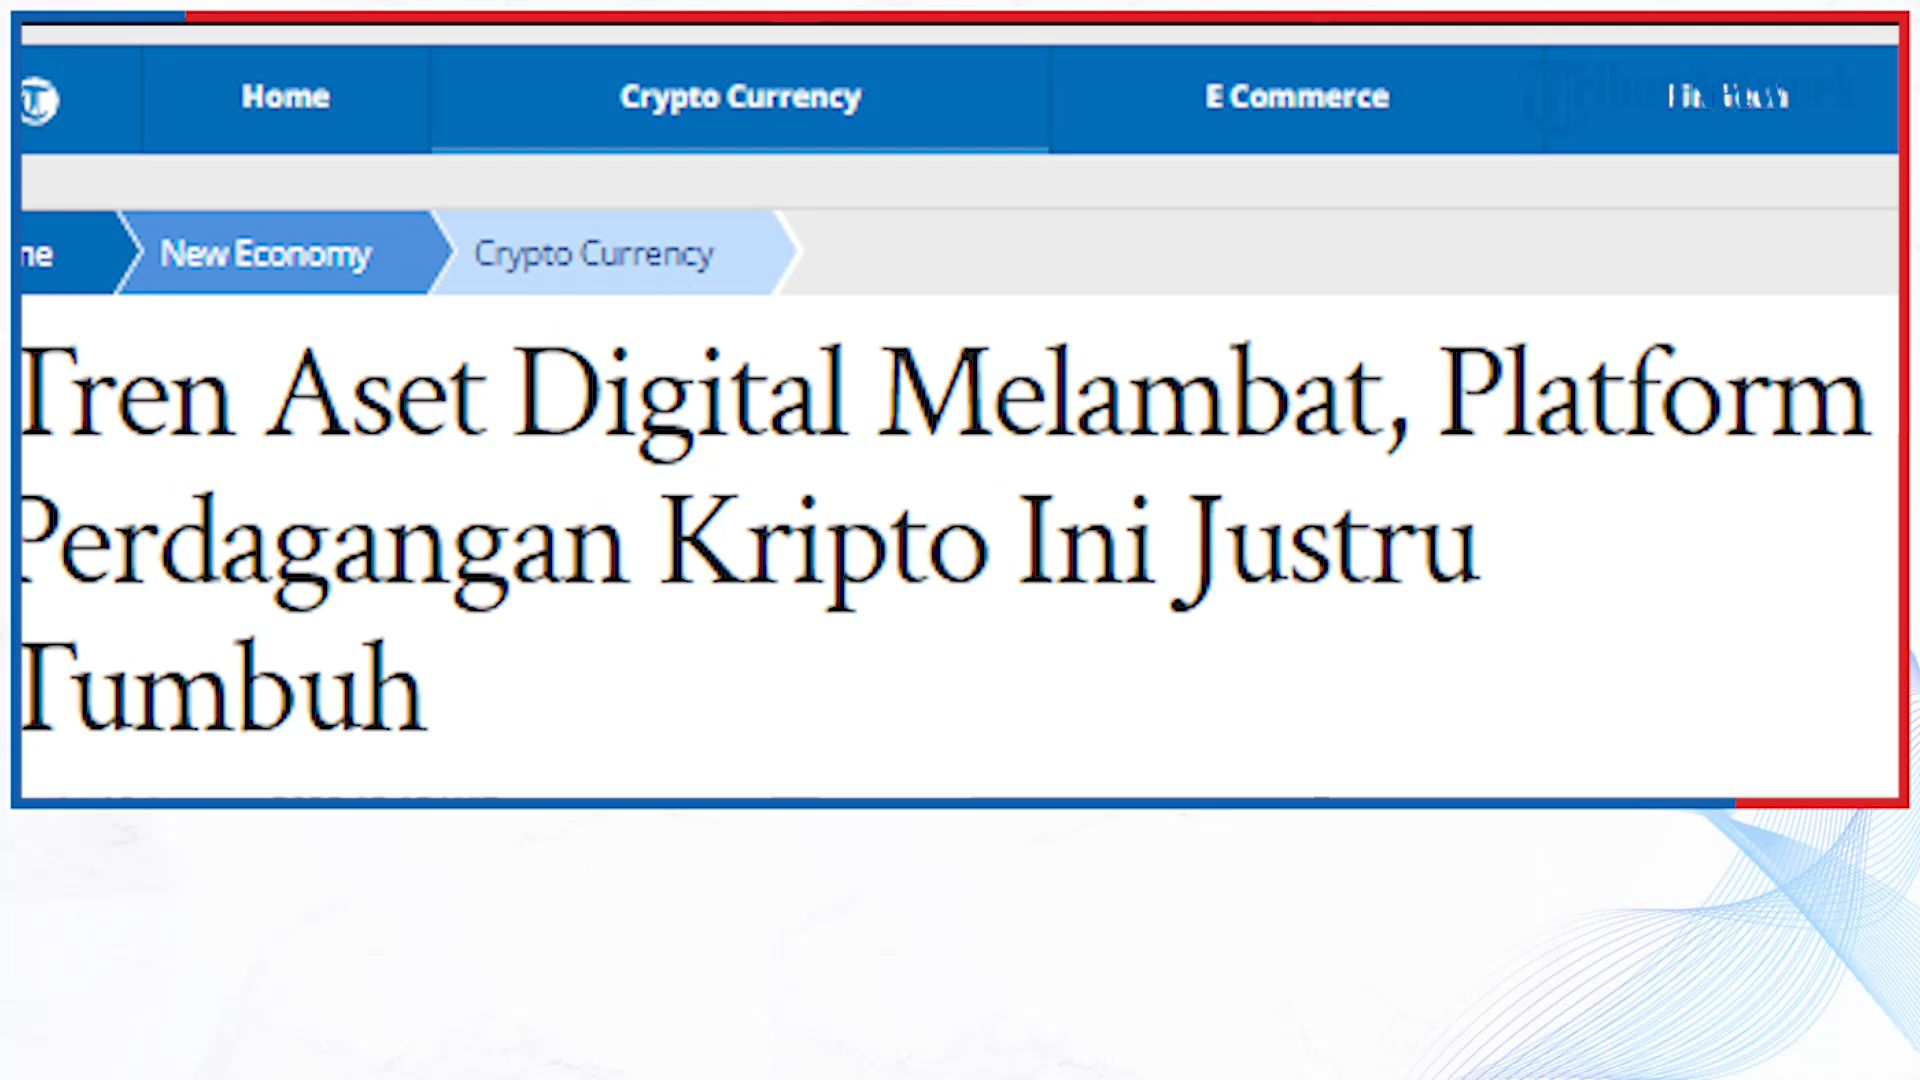 Home Crypto Currency E Commerce
New Economy Crypto Currency
Tren Aset Digital Melambat, Platform
Perdagangan Kripto Ini Justru
Tumbuh